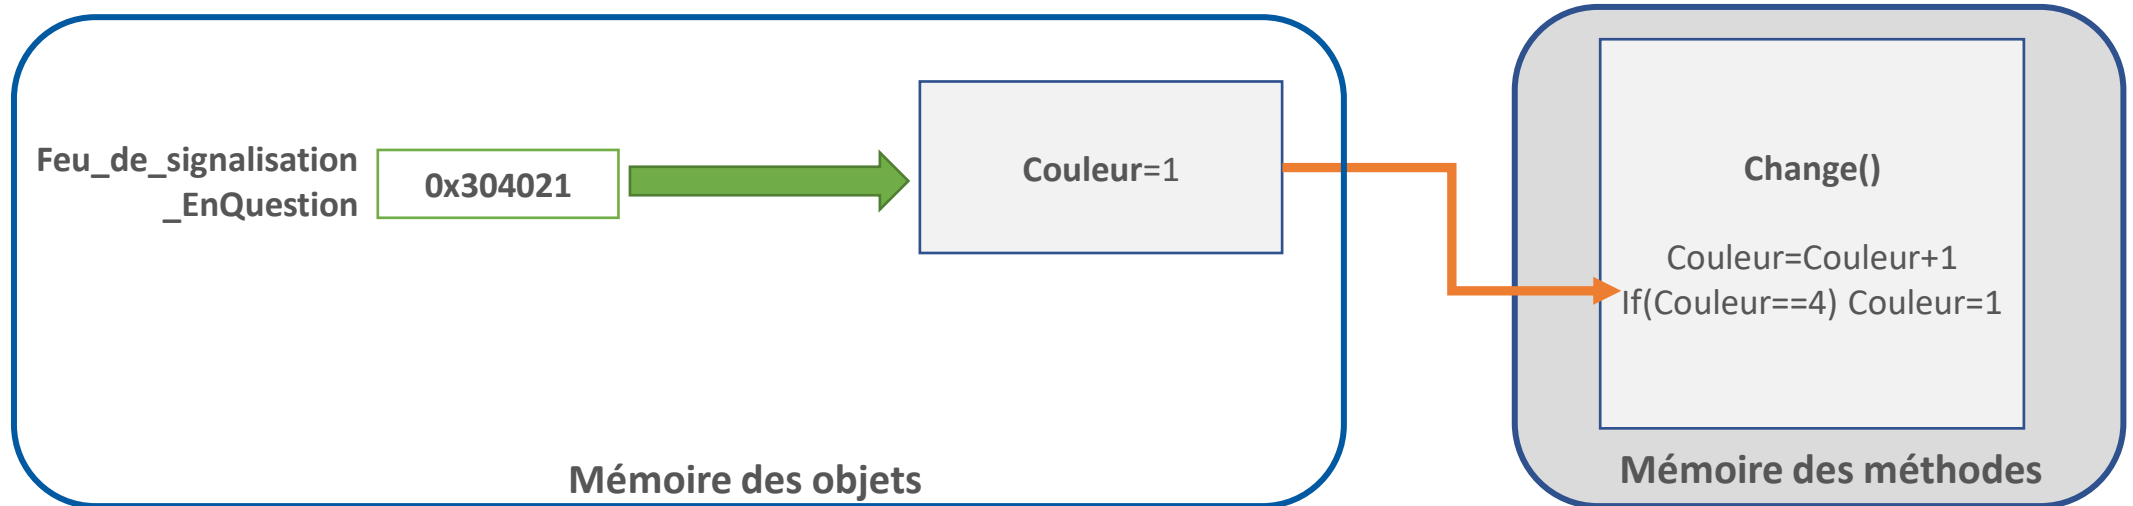 Feu_de_signalisation
_EnQuestion
0x304021
Couleur=1
Mémoire des objets
Change()
Couleur=Couleur+1
If(Couleur==4) Couleur=1
Mémoire des méthodes